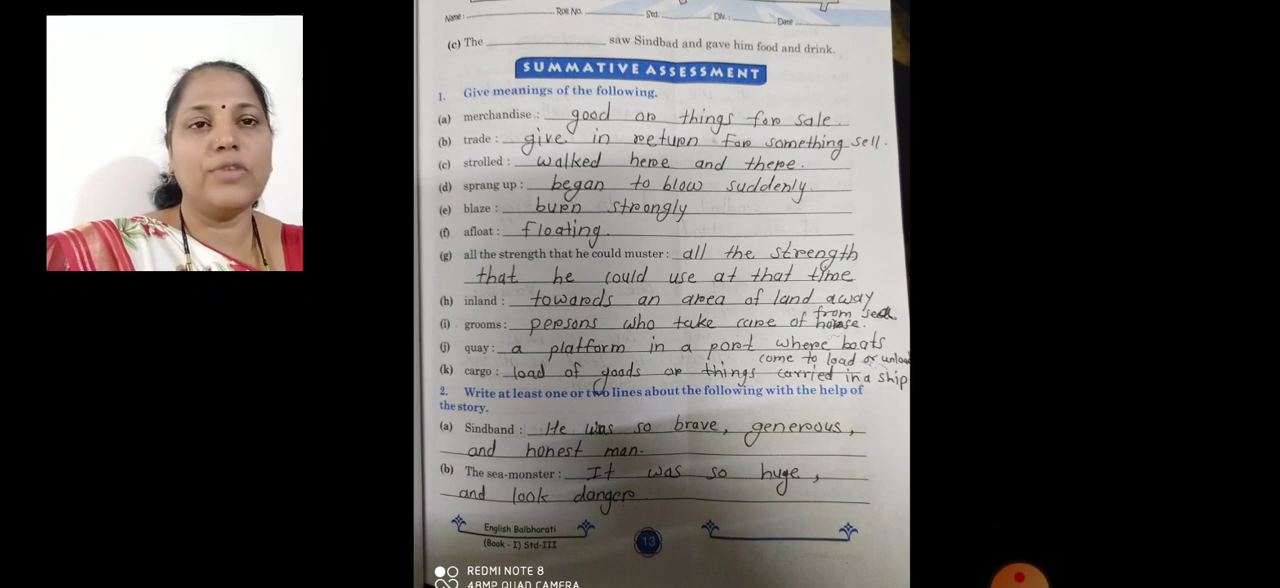 Name: Roll No. Std. Div.: Date
(c) The saw Sindbad and gave him food and drink.
SUMMATIVE ASSESSMENT
1. Give meanings of the following.
(a) merchandise : good or things for sale.
(b) trade : give in return for something sell.
(c) strolled : walked here and there.
(d) sprang up : began to blow suddenly.
(e) blaze : burn strongly
(f) afloat : floating.
(g) all the strength that he could muster : all the strength
that he could use at that time
(h) inland : towards an area of land away
from sea
(i) grooms : persons who take care of horse.
(j) quay : a platform in a port where boats
come to load or unload
(k) cargo : load of goods or things carried in a ship
2. Write at least one or two lines about the following with the help of
the story.
(a) Sindband : He was so brave, generous,
and honest man.
(b) The sea-monster : It was so huge,
and look danger
English Balbharati
(Book - I) Std-III
13
REDMI NOTE 8
48MP QUAD CAMERA